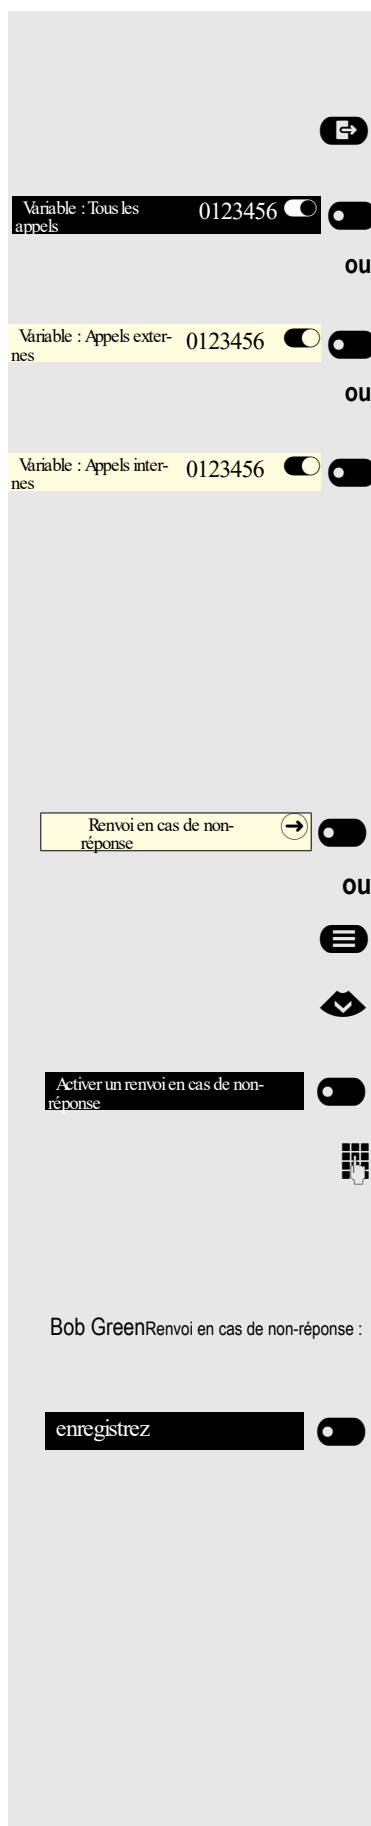 Variable : Tous les 0123456
appels
ou
Variable : Appels exter- 0123456
nes
ou
Variable : Appels inter- 0123456
nes
Renvoi en cas de non-
réponse
ou
Activer un renvoi en cas de non-
réponse
Bob GreenRenvoi en cas de non-réponse :
enregistrez